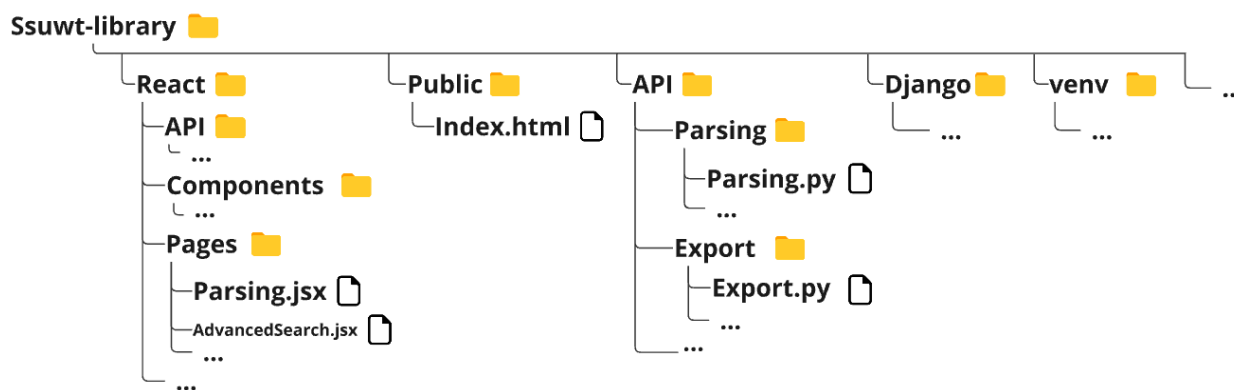 Ssuwt-library
React
Public
API
Django
venv
...
API
...
Components
...
Pages
Parsing.jsx
AdvancedSearch.jsx
...
...
Index.html
Parsing
Parsing.py
...
Export
Export.py
...
...
...
...